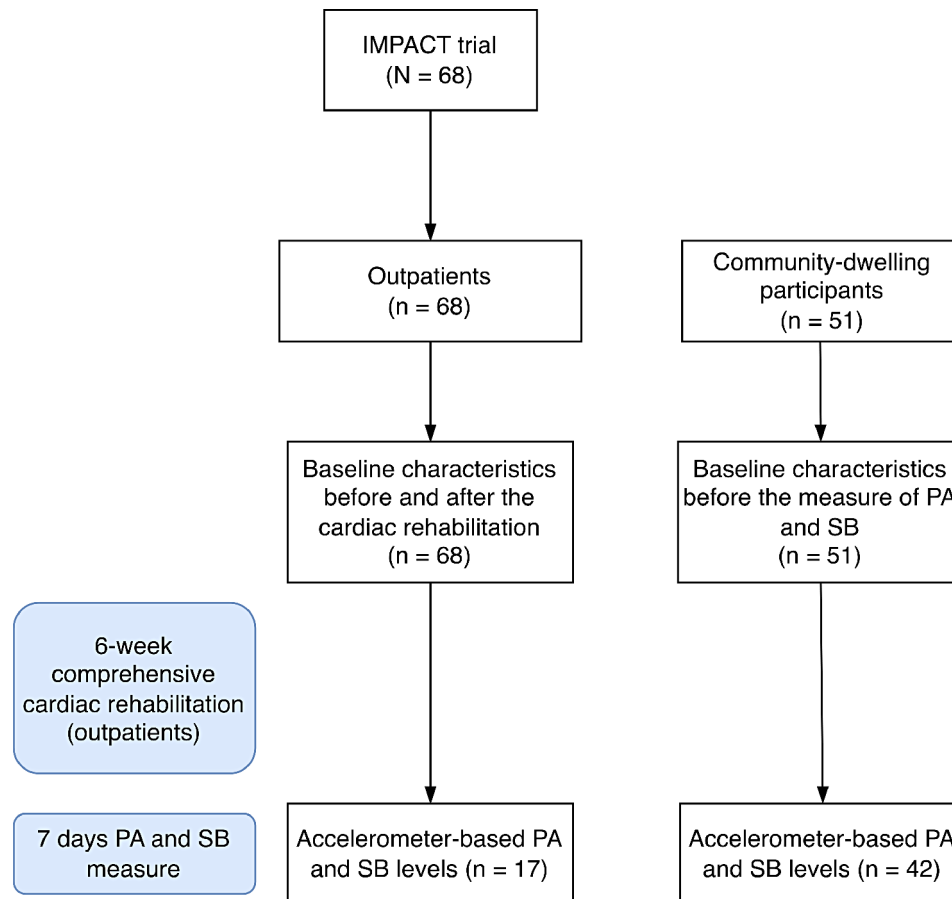 IMPACT trial
(N = 68)
Outpatients
(n = 68)
Community-dwelling
participants
(n = 51)
Baseline characteristics
before and after the
cardiac rehabilitation
(n = 68)
Baseline characteristics
before the measure of PA
and SB
(n = 51)
6-week
comprehensive
cardiac rehabilitation
(outpatients)
7 days PA and SB
measure
Accelerometer-based PA
and SB levels (n = 17)
Accelerometer-based PA
and SB levels (n = 42)